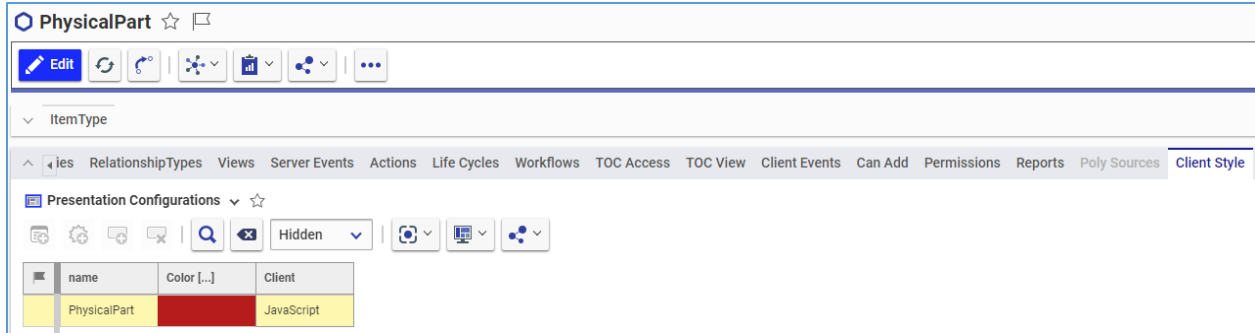 PhysicalPart
Edit
ItemType
ies RelationshipTypes Views Server Events Actions Life Cycles Workflows TOC Access TOC View Client Events Can Add Permissions Reports Poly Sources Client Style
Presentation Configurations
Hidden
name Color [...] Client
PhysicalPart JavaScript